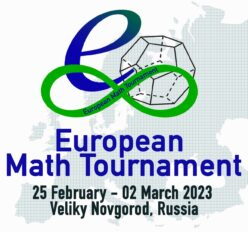 European Math Tournament
European
Math Tournament
25 February - 02 March 2023
Veliky Novgorod, Russia